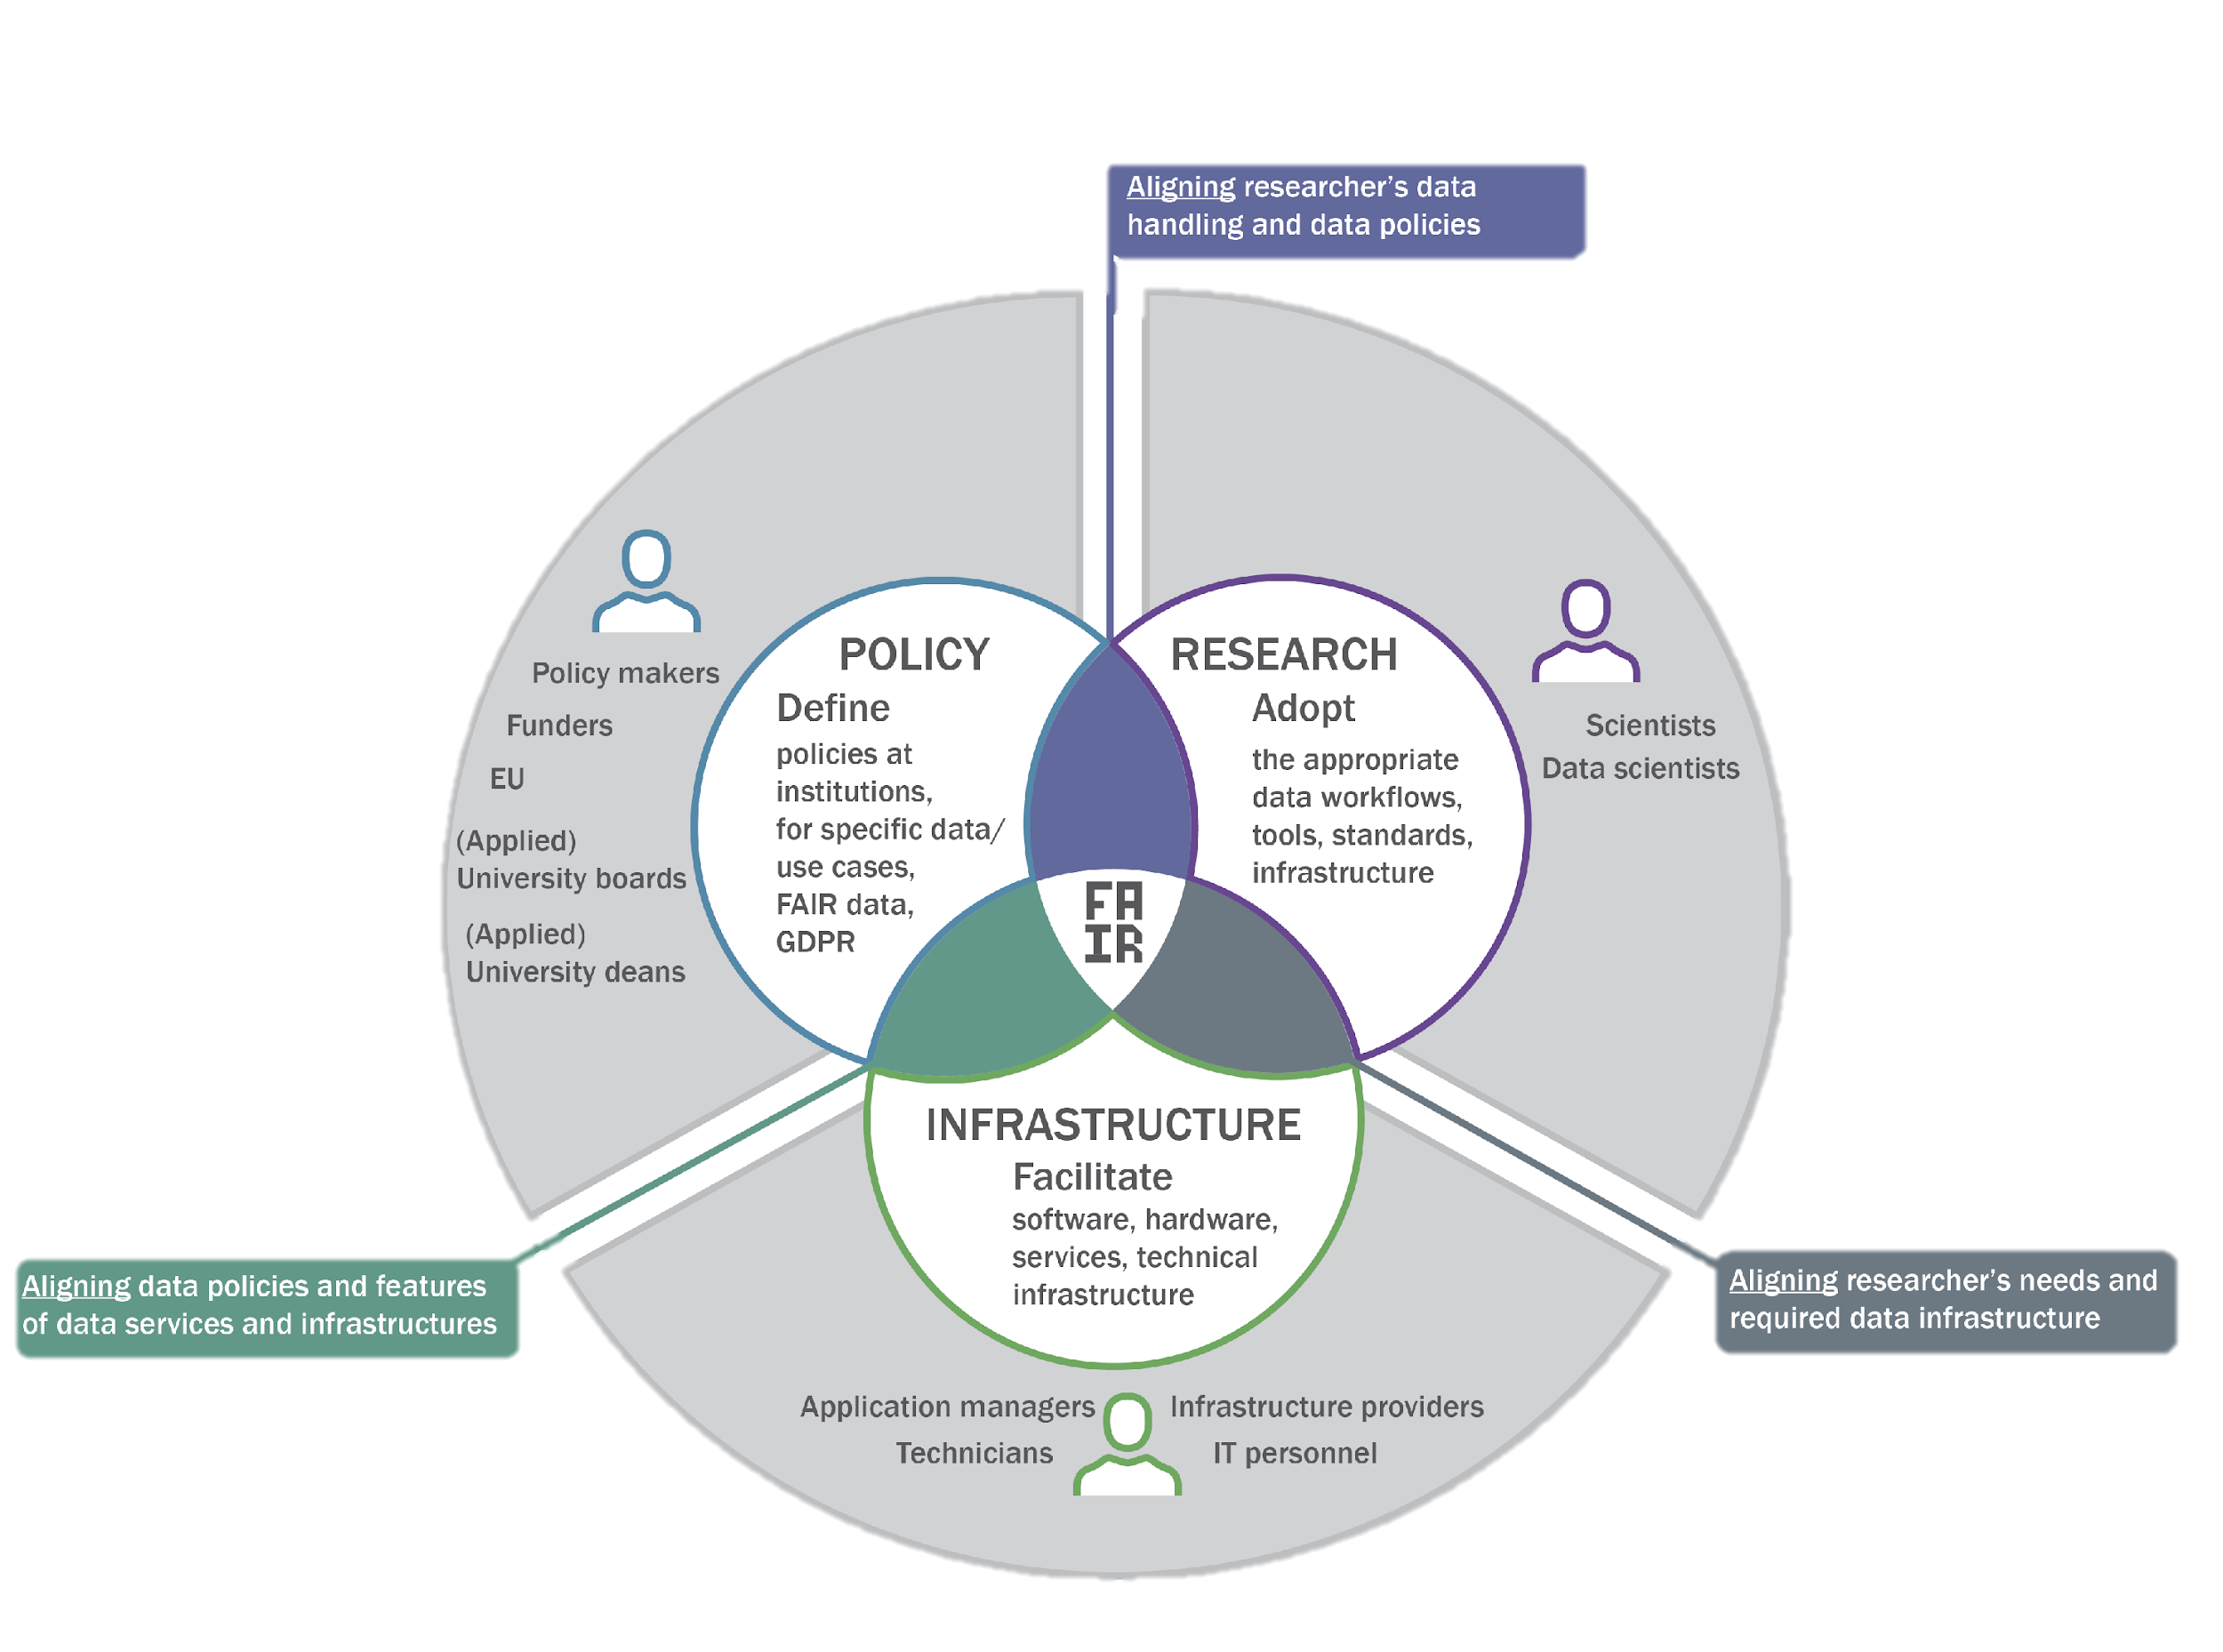 Aligning researcher’s data
handling and data policies
POLICY
Define
policies at
institutions,
for specific data/
use cases,
FAIR data,
GDPR
RESEARCH
Adopt
the appropriate
data workflows,
tools, standards,
infrastructure
Policy makers
Funders
EU
(Applied)
University boards
(Applied)
University deans
Scientists
Data scientists
FA
IR
INFRASTRUCTURE
Facilitate
software, hardware,
services, technical
infrastructure
Aligning data policies and features
of data services and infrastructures
Aligning researcher’s needs and
required data infrastructure
Application managers
Technicians
Infrastructure providers
IT personnel